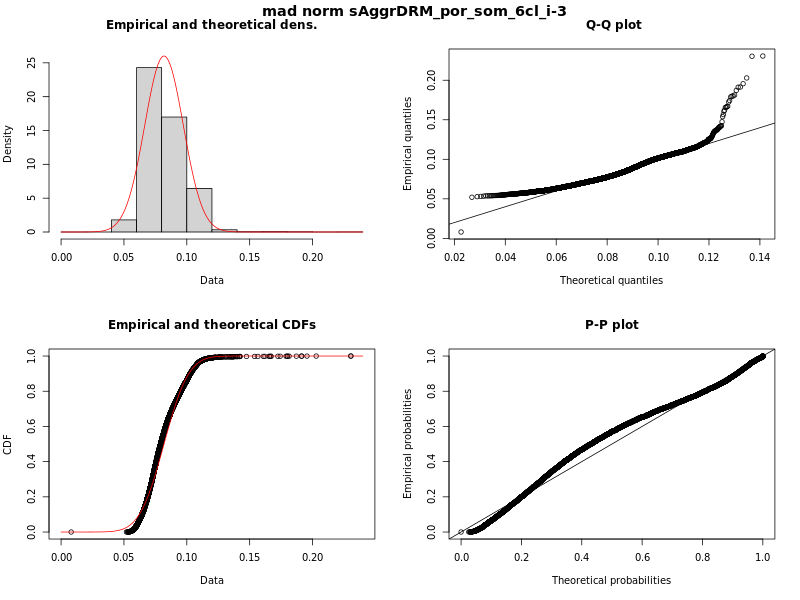 mad norm sAggrDRM_por_som_6cl_i-3
Empirical and theoretical dens.
Density
0 5 10 15 20 25
0.00 0.05 0.10 0.15 0.20
Data
Q-Q plot
Empirical quantiles
0.00 0.05 0.10 0.15 0.20
0.02 0.04 0.06 0.08 0.10 0.12 0.14
Theoretical quantiles
Empirical and theoretical CDFs
CDF
0.0 0.2 0.4 0.6 0.8 1.0
0.00 0.05 0.10 0.15 0.20
Data
P-P plot
Empirical probabilities
0.0 0.2 0.4 0.6 0.8 1.0
0.0 0.2 0.4 0.6 0.8 1.0
Theoretical probabilities